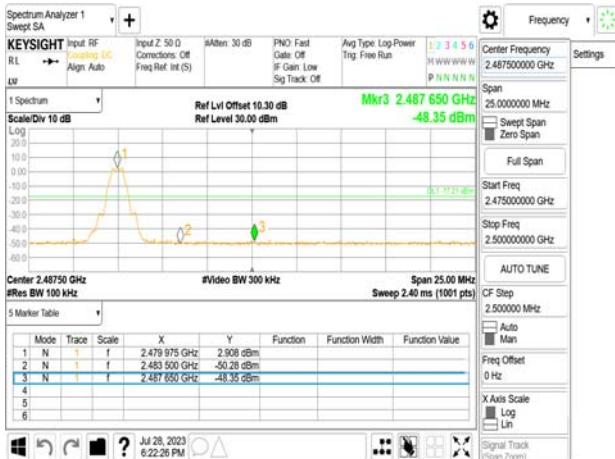 Spectrum Analyzer 1
Swept SA
Frequency
KEYSIGHT Input: RF Input Z: 50 Ω #Atten: 30 dB PNO: Fast Avg Type: Log-Power 1 2 3 4 5 6
RL Coupling: DC Corrections: Off Gate: Off Trig: Free Run M W W W W W
Align: Auto Freq Ref: Int (S) IF Gain: Low P N N N N N
Sig Track: Off
1 Spectrum Ref Lvl Offset 10.30 dB Mkr3 2.487 650 GHz
Scale/Div 10 dB Ref Level 30.00 dBm -48.35 dBm
Log
20.0
10.0
0.00
-10.0
-20.0
-30.0
-40.0
-50.0
-60.0
1
2
3
Center 2.48750 GHz #Video BW 300 kHz Span 25.00 MHz
#Res BW 100 kHz Sweep 2.40 ms (1001 pts)
5 Marker Table
Mode Trace Scale X Y Function Function Width Function Value
1 N 1 f 2.479 975 GHz 2.908 dBm
2 N 1 f 2.483 500 GHz -50.28 dBm
3 N 1 f 2.487 650 GHz -48.35 dBm
4
5
6
? Jul 28, 2023
6:22:26 PM
Center Frequency
2.487500000 GHz
Settings
Span
25.0000000 MHz
Swept Span
Zero Span
Full Span
Start Freq
2.475000000 GHz
Stop Freq
2.500000000 GHz
AUTO TUNE
CF Step
2.500000 MHz
Auto
Man
Freq Offset
0 Hz
X Axis Scale
Log
Lin
Signal Track
(Span Zoom)